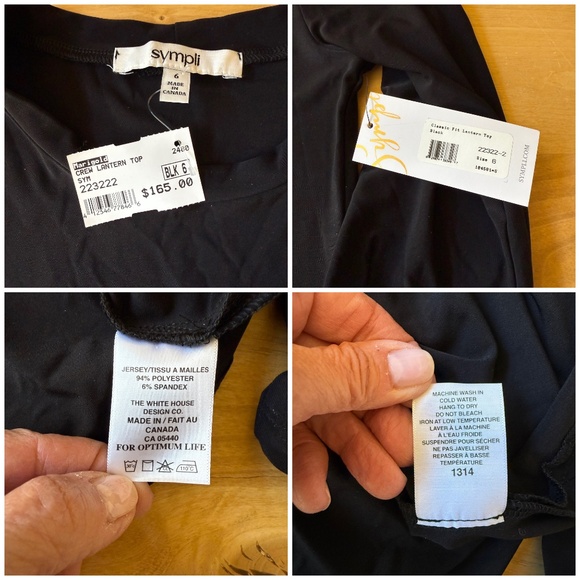 sympli
6
MADE
IN
CANADA
Marigold
2400
CREW LANTERN TOP
SYM
BLK 6
223222
$165.00
Sympli
Classic Fit Lantern Top
Black
22322-2
Size 6
SYMPLI.COM
JERSEY/TISSU A MAILLES
94% POLYESTER
6% SPANDEX
THE WHITE HOUSE
DESIGN CO.
MADE IN / FAIT AU
CANADA
CA 05440
FOR OPTIMUM LIFE
110°C
MACHINE WASH IN
COLD WATER
HANG TO DRY
DO NOT BLEACH
IRON AT LOW TEMPERATURE
LAVER À LA MACHINE
À L'EAU FROIDE
SUSPENDRE POUR SÉCHER
NE PAS JAVELLISER
REPASSER À BASSE
TEMPÉRATURE
1314